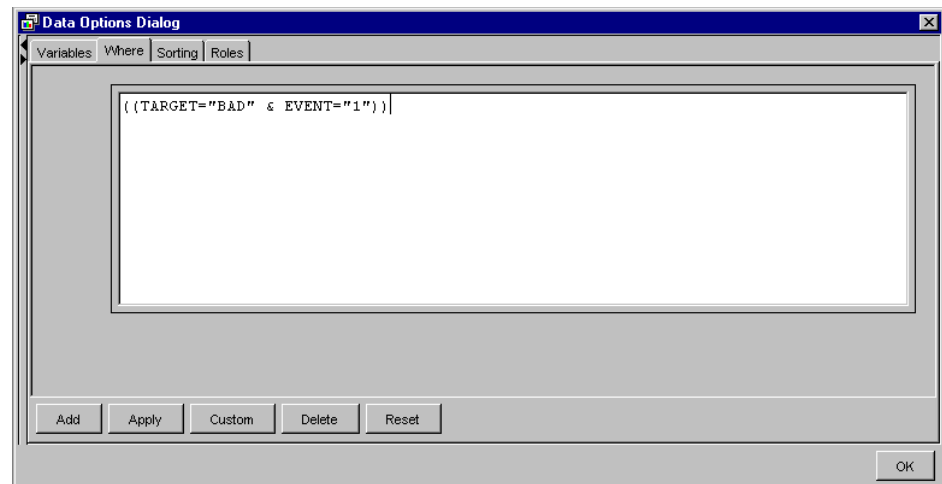 Data Options Dialog
Variables Where Sorting Roles
((TARGET="BAD" & EVENT="1"))
Add Apply Custom Delete Reset
OK